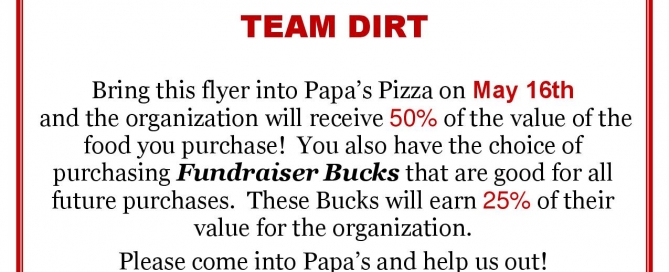 TEAM DIRT
Bring this flyer into Papa's Pizza on May 16th
and the organization will receive 50% of the value of the
food you purchase!  You also have the choice of
purchasing Fundraiser Bucks that are good for all
future purchases.  These Bucks will earn 25% of their
value for the organization.
Please come into Papa's and help us out!